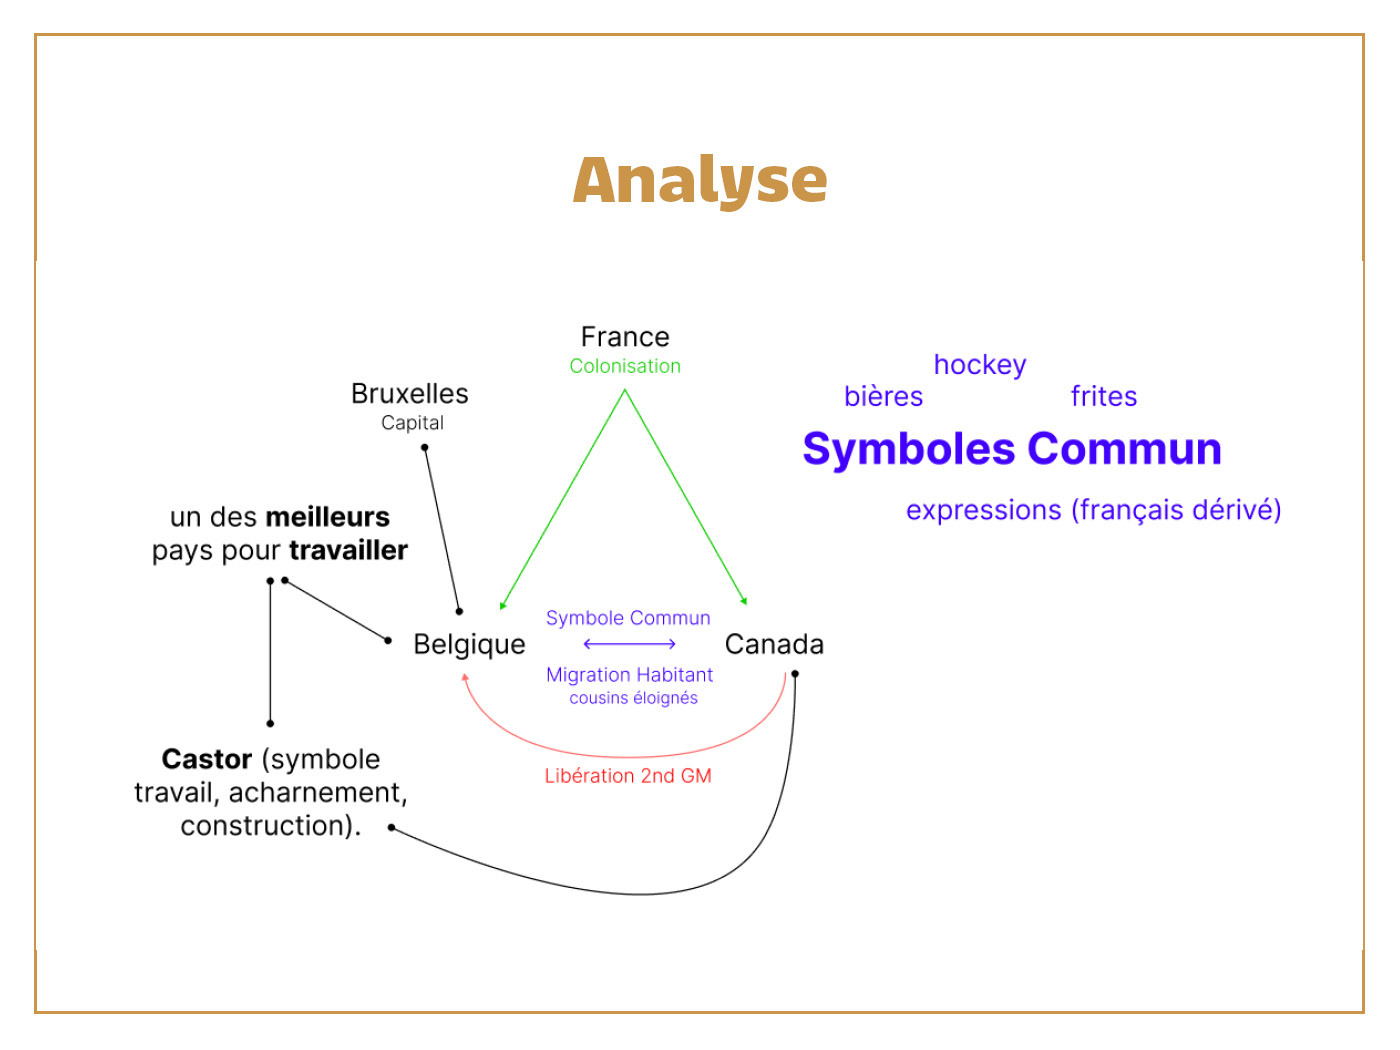 Analyse
France
Colonisation
Bruxelles
Capital
hockey
bières
frites
Symboles Commun
expressions (français dérivé)
un des meilleurs
pays pour travailler
Belgique
Symbole Commun
Canada
Migration Habitant
cousins éloignés
Libération 2nd GM
Castor (symbole
travail, acharnement,
construction).